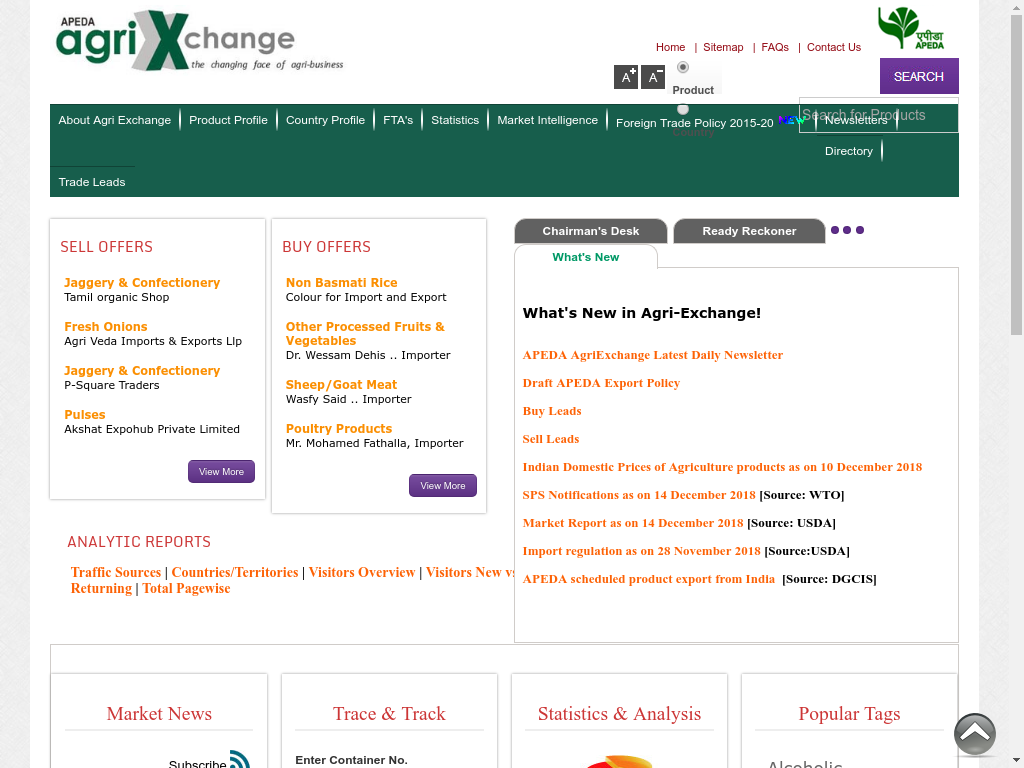 APEDA
agriXchange
the changing face of agri-business
Home | Sitemap | FAQs | Contact Us
एपीडा
APEDA
A+ A-
Product
Country
SEARCH
Search for Products
About Agri Exchange Product Profile Country Profile FTA's Statistics Market Intelligence Foreign Trade Policy 2015-20 NEW Newsletters
Directory
Trade Leads
SELL OFFERS
Jaggery & Confectionery
Tamil organic Shop
Fresh Onions
Agri Veda Imports & Exports Llp
Jaggery & Confectionery
P-Square Traders
Pulses
Akshat Expohub Private Limited
View More
BUY OFFERS
Non Basmati Rice
Colour for Import and Export
Other Processed Fruits &
Vegetables
Dr. Wessam Dehis .. Importer
Sheep/Goat Meat
Wasfy Said .. Importer
Poultry Products
Mr. Mohamed Fathalla, Importer
View More
Chairman's Desk Ready Reckoner
What's New
What's New in Agri-Exchange!
APEDA AgriExchange Latest Daily Newsletter
Draft APEDA Export Policy
Buy Leads
Sell Leads
Indian Domestic Prices of Agriculture products as on 10 December 2018
SPS Notifications as on 14 December 2018 [Source: WTO]
Market Report as on 14 December 2018 [Source: USDA]
Import regulation as on 28 November 2018 [Source:USDA]
APEDA scheduled product export from India [Source: DGCIS]
ANALYTIC REPORTS
Traffic Sources | Countries/Territories | Visitors Overview | Visitors New vs
Returning | Total Pagewise
Market News
Subscribe
Trace & Track
Enter Container No.
Statistics & Analysis
Popular Tags
Alcoholic